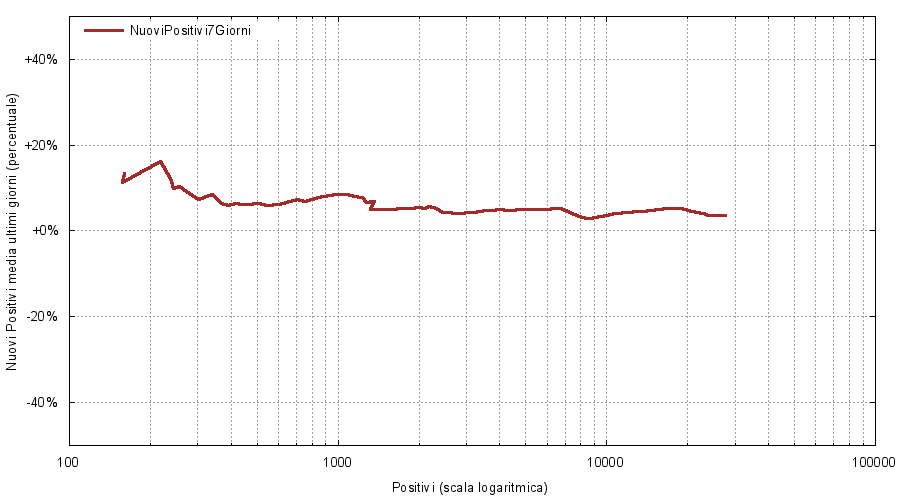 NuoviPositivi7Giorni
+40%
+20%
+0%
-20%
-40%
Nuovi Positivi media ultimi giorni (percentuale)
100 1000 10000 100000
Positivi (scala logaritmica)